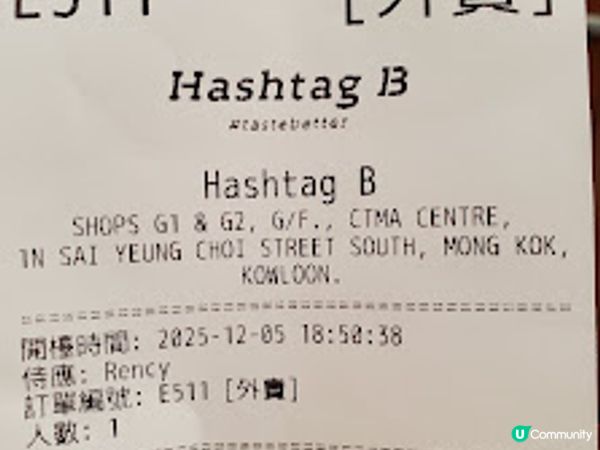 [外賣]
Hashtag B
#tastebetter
Hashtag B
SHOPS G1 & G2, G/F., CTMA CENTRE,
1N SAI YEUNG CHOI STREET SOUTH, MONG KOK,
KOWLOON.
開檯時間: 2025-12-05 18:50:38
侍應: Rency
訂單編號: E511 [外賣]
人數: 1
U Community